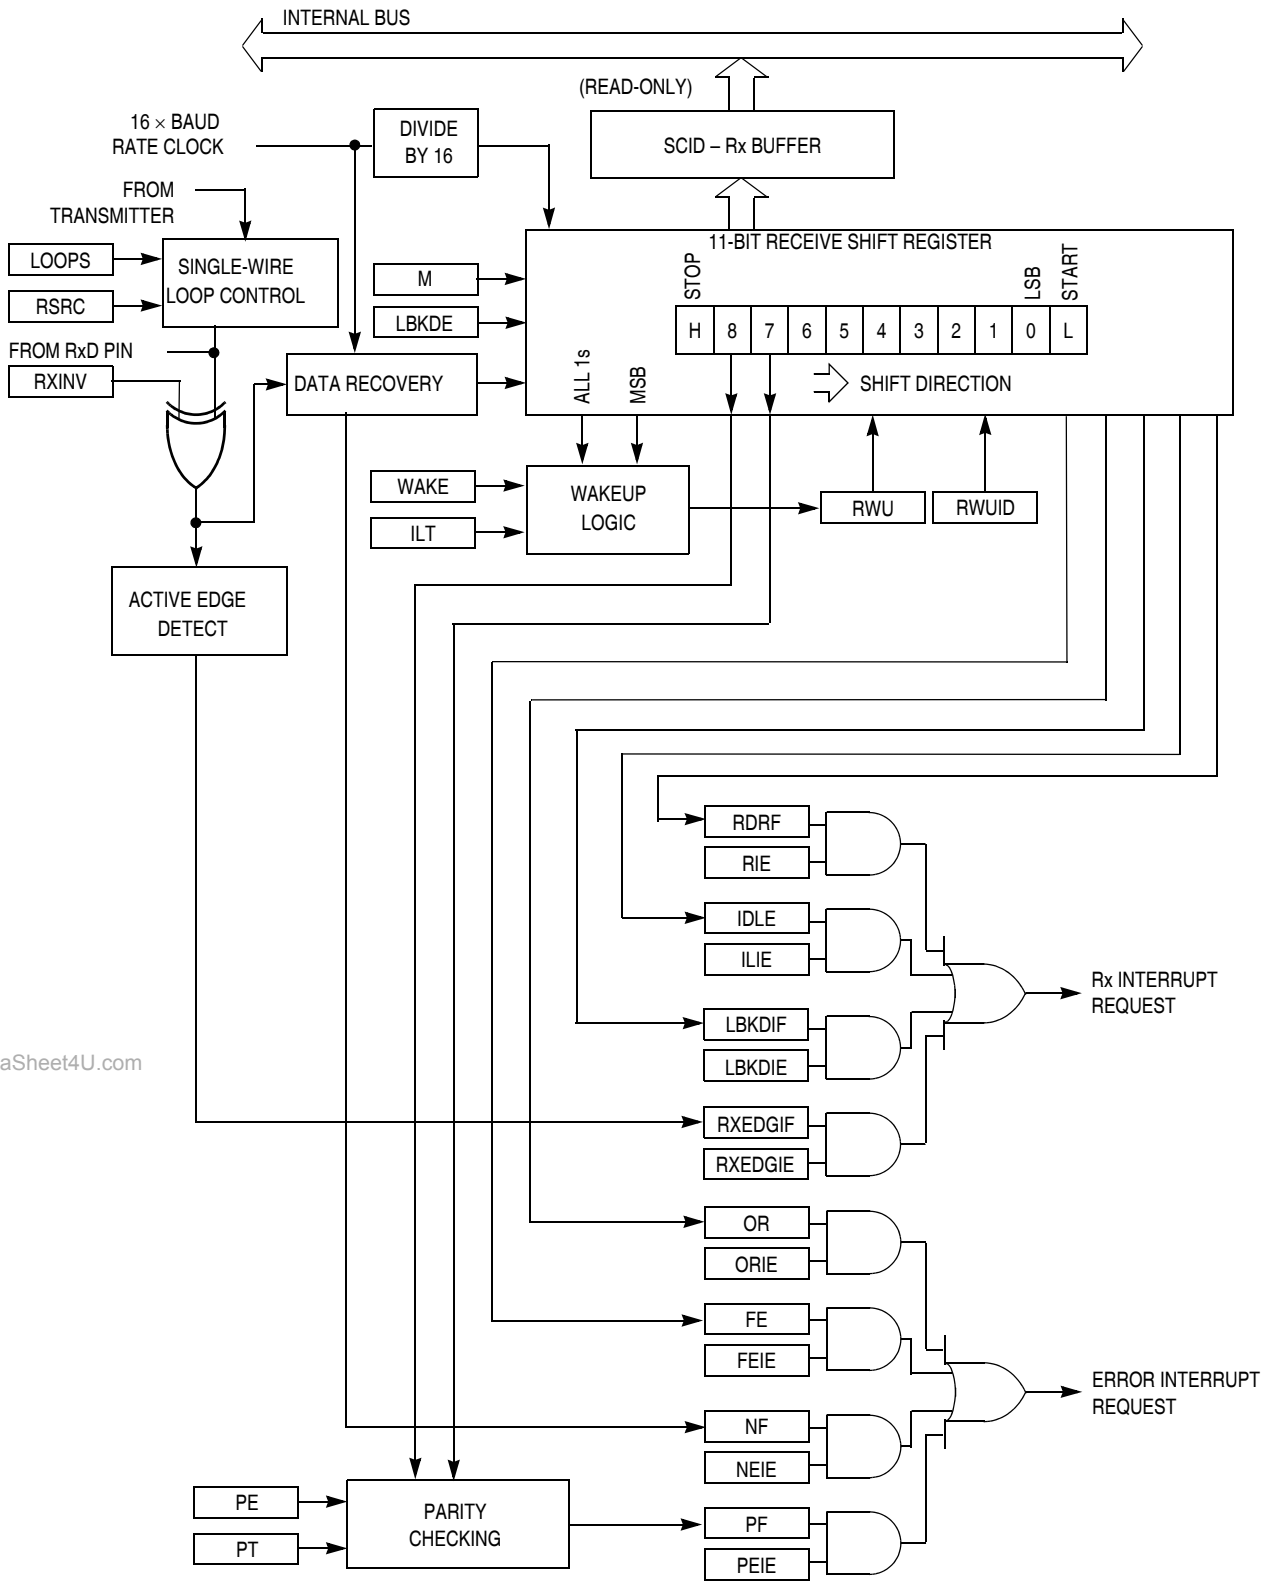 INTERNAL BUS
(READ-ONLY)
16 × BAUD
RATE CLOCK
DIVIDE
BY 16
SCID – Rx BUFFER
FROM
TRANSMITTER
LOOPS
RSRC
SINGLE-WIRE
LOOP CONTROL
M
LBKDE
11-BIT RECEIVE SHIFT REGISTER
STOP
LSB
START
H 8 7 6 5 4 3 2 1 0 L
FROM RxD PIN
RXINV
DATA RECOVERY
ALL 1s
MSB
SHIFT DIRECTION
WAKE
ILT
WAKEUP
LOGIC
RWU
RWUID
ACTIVE EDGE
DETECT
RDRF
RIE
IDLE
ILIE
Rx INTERRUPT
REQUEST
LBKDIF
LBKDIE
aSheet4U.com
RXEDGIF
RXEDGIE
OR
ORIE
FE
FEIE
ERROR INTERRUPT
REQUEST
NF
NEIE
PE
PT
PARITY
CHECKING
PF
PEIE